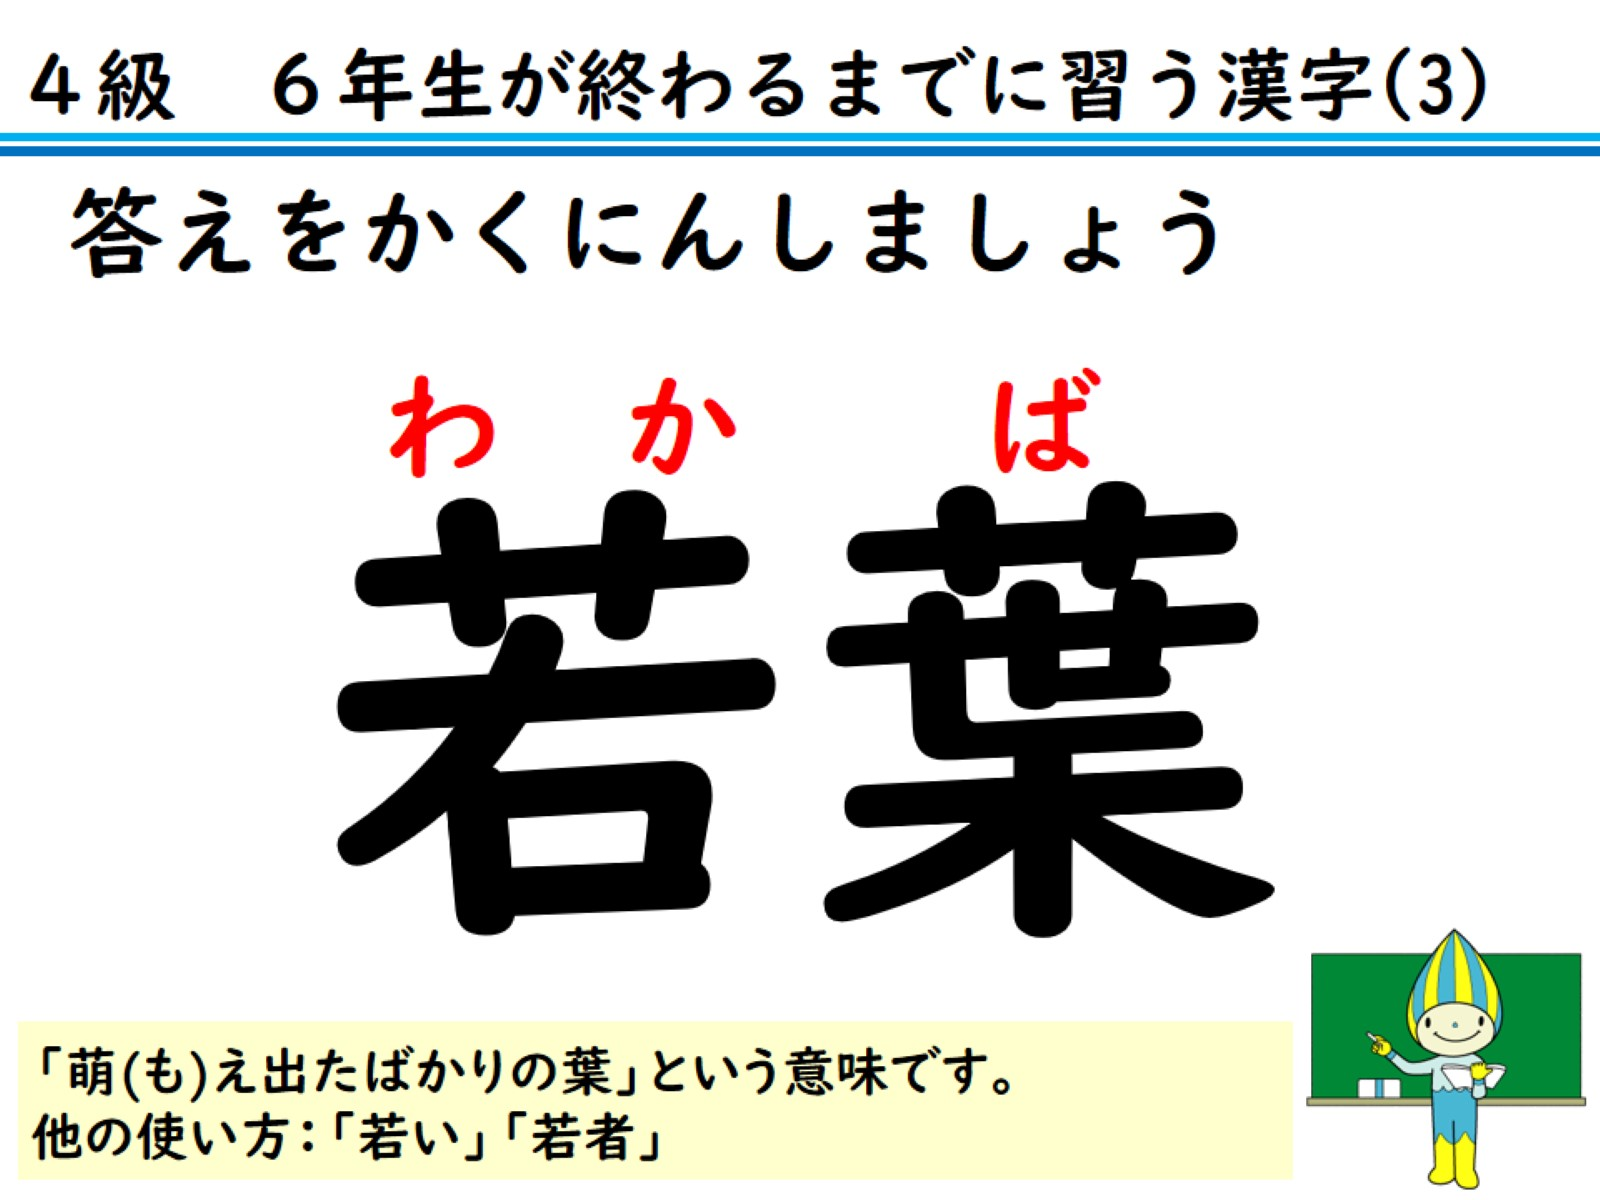 ４級　６年生が終わるまでに習う漢字(3)
答えをかくにんしましょう
わかば
若葉
「萌(も)え出たばかりの葉」という意味です。
他の使い方：「若い」「若者」